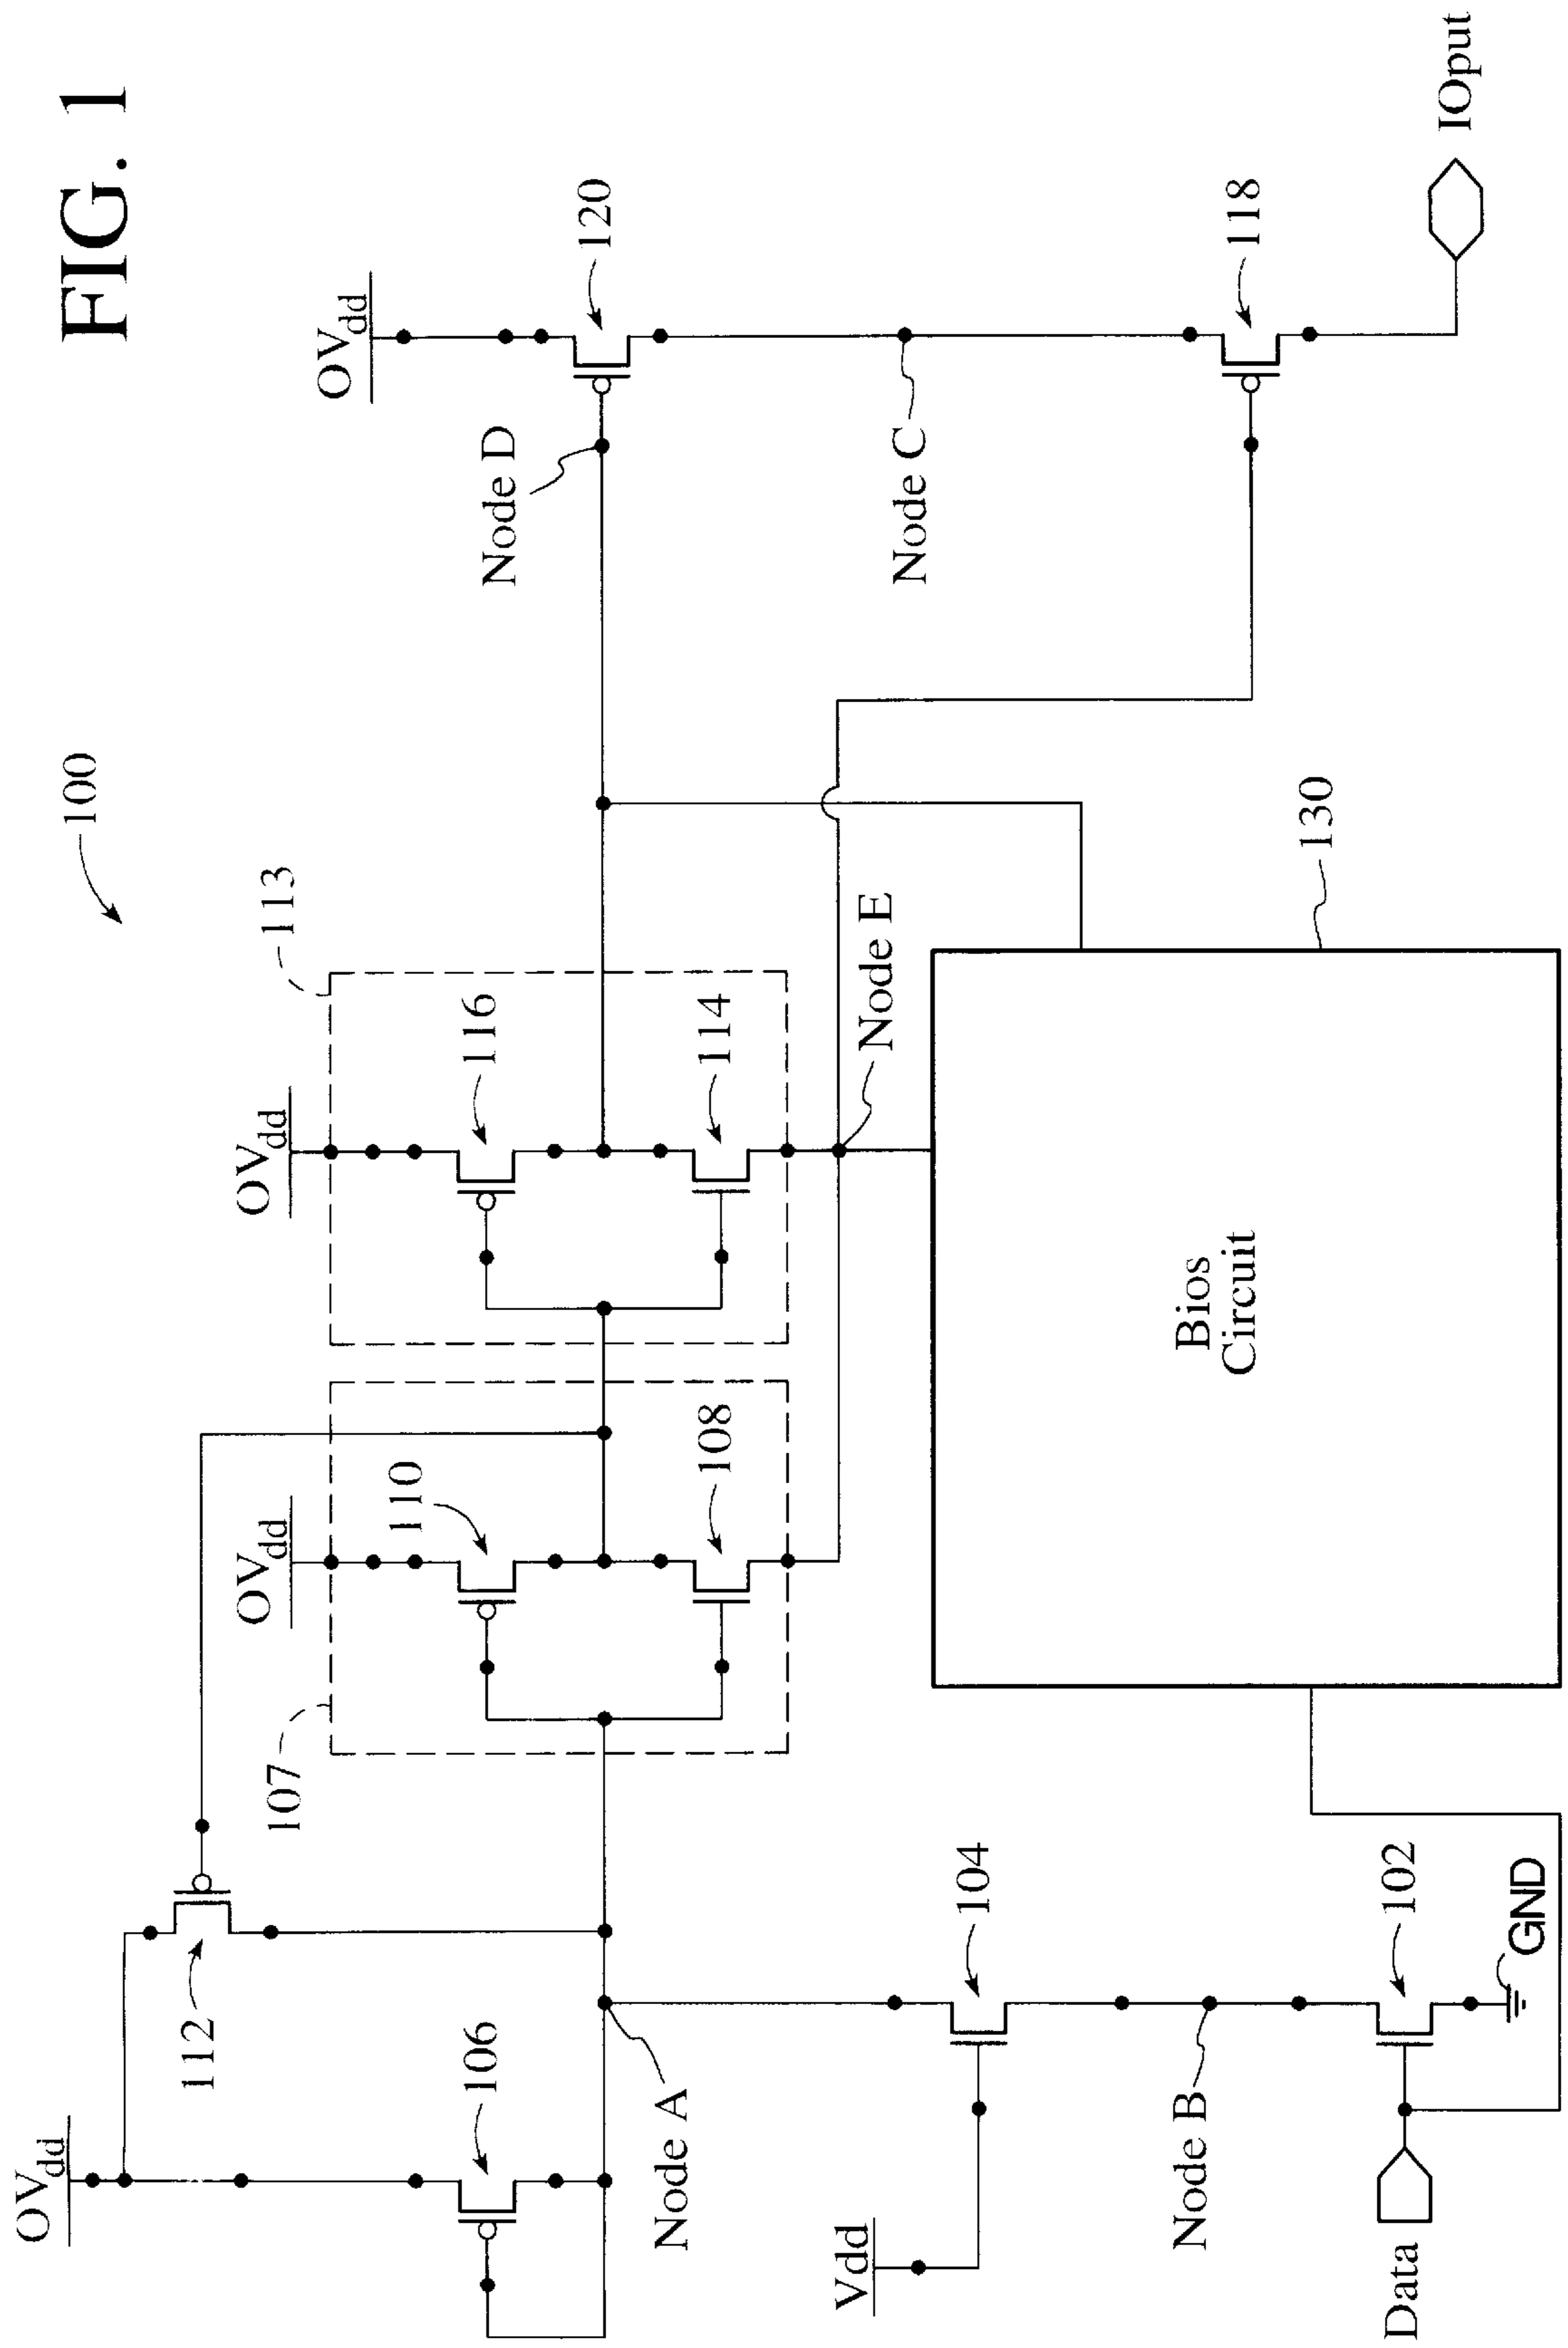 FIG. 1
100
OVdd
112
106
Node A
Vdd
104
Node B
Data
102
GND
107
OVdd
110
108
113
OVdd
116
114
Node E
Bios
Circuit
130
OVdd
120
Node D
Node C
118
IOput